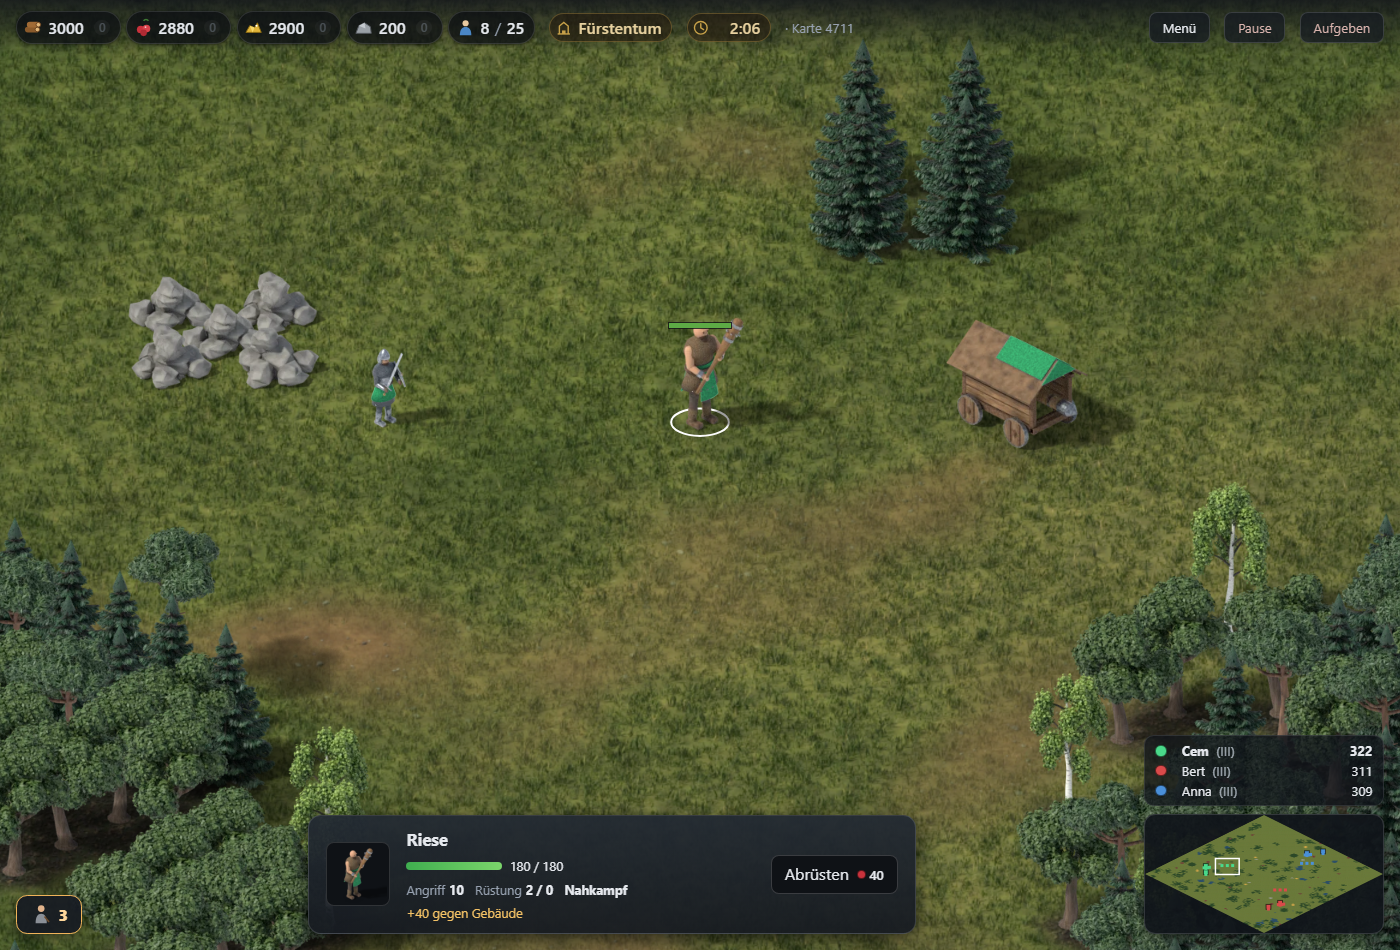 3000 0 2880 0 2900 0 200 0 8 / 25 Fürstentum 2:06 · Karte 4711 Menü Pause Aufgeben
Cem (III) 322
Bert (III) 311
Anna (III) 309
Riese
180 / 180
Angriff 10 Rüstung 2 / 0 Nahkampf
+40 gegen Gebäude
Abrüsten 40
3